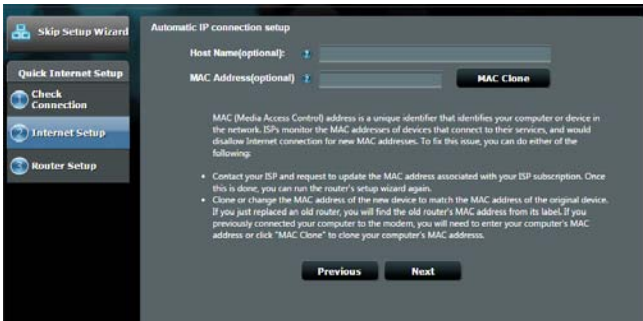 Skip Setup Wizard
Quick Internet Setup
1 Check
Connection
2 Internet Setup
3 Router Setup
Automatic IP connection setup
Host Name(optional): ?
MAC Address(optional) ? MAC Clone
MAC (Media Access Control) address is a unique identifier that identifies your computer or device in
the network. ISPs monitor the MAC addresses of devices that connect to their services, and would
disallow Internet connection for new MAC addresses. To fix this issue, you can do either of the
following:
• Contact your ISP and request to update the MAC address associated with your ISP subscription. Once
this is done, you can run the router's setup wizard again.
• Clone or change the MAC address of the new device to match the MAC address of the original device.
If you just replaced an old router, you will find the old router's MAC address from its label. If you
previously connected your computer to the modem, you will need to enter your computer's MAC
address or click "MAC Clone" to clone your computer's MAC addresss.
Previous Next